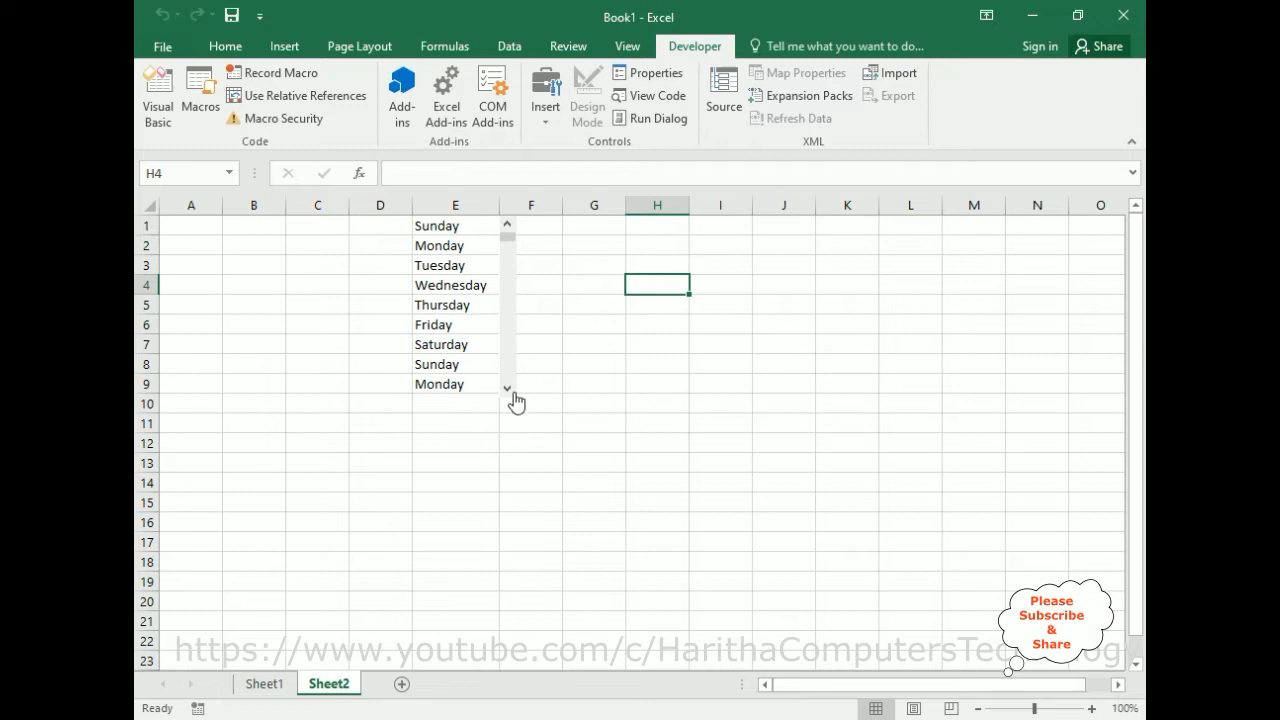 Book1 - Excel
File Home Insert Page Layout Formulas Data Review View Developer Tell me what you want to do... Sign in Share
Visual Basic
Macros
Record Macro
Use Relative References
Macro Security
Code
Add-ins
Excel Add-ins
COM Add-ins
Add-ins
Insert
Design Mode
Properties
View Code
Run Dialog
Controls
Source
Map Properties
Expansion Packs
Refresh Data
Import
Export
XML
H4 fx
A B C D E F G H I J K L M N O
1 Sunday
2 Monday
3 Tuesday
4 Wednesday
5 Thursday
6 Friday
7 Saturday
8 Sunday
9 Monday
10
11
12
13
14
15
16
17
18
19
20
21
22
23
Please
Subscribe
&
Share
https://www.youtube.com/c/HarithaComputersTec
Sheet1 Sheet2
Ready 100%